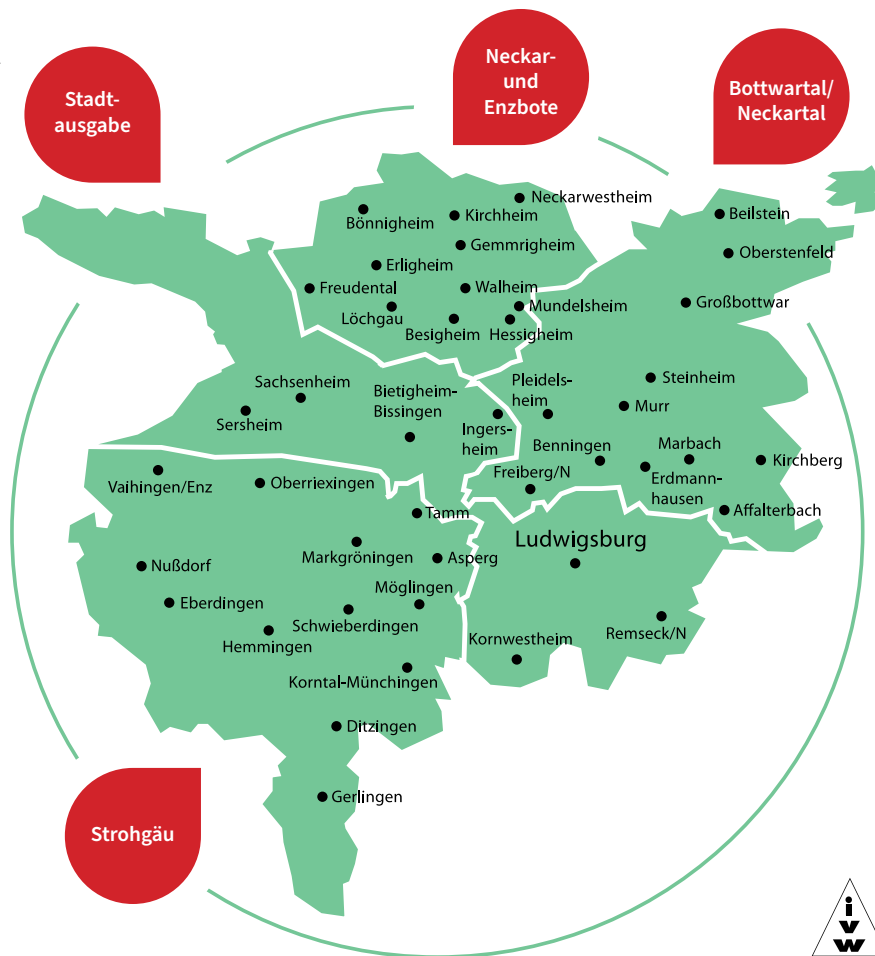 Stadt-
ausgabe
Neckar-
und
Enzbote
Bottwartal/
Neckartal
Neckarwestheim
Bönnigheim
Kirchheim
Beilstein
Gemmrigheim
Oberstenfeld
Erligheim
Freudental
Walheim
Großbottwar
Mundelsheim
Löchgau
Besigheim
Hessigheim
Sachsenheim
Bietigheim-
Bissingen
Pleidels-
heim
Steinheim
Murr
Sersheim
Ingers-
heim
Benningen
Marbach
Kirchberg
Freiberg/N
Erdmann-
hausen
Vaihingen/Enz
Oberriexingen
Affalterbach
Tamm
Ludwigsburg
Markgröningen
Asperg
Nußdorf
Möglingen
Eberdingen
Schwieberdingen
Hemmingen
Kornwestheim
Remseck/N
Korntal-Münchingen
Ditzingen
Gerlingen
Strohgäu
i
v
w